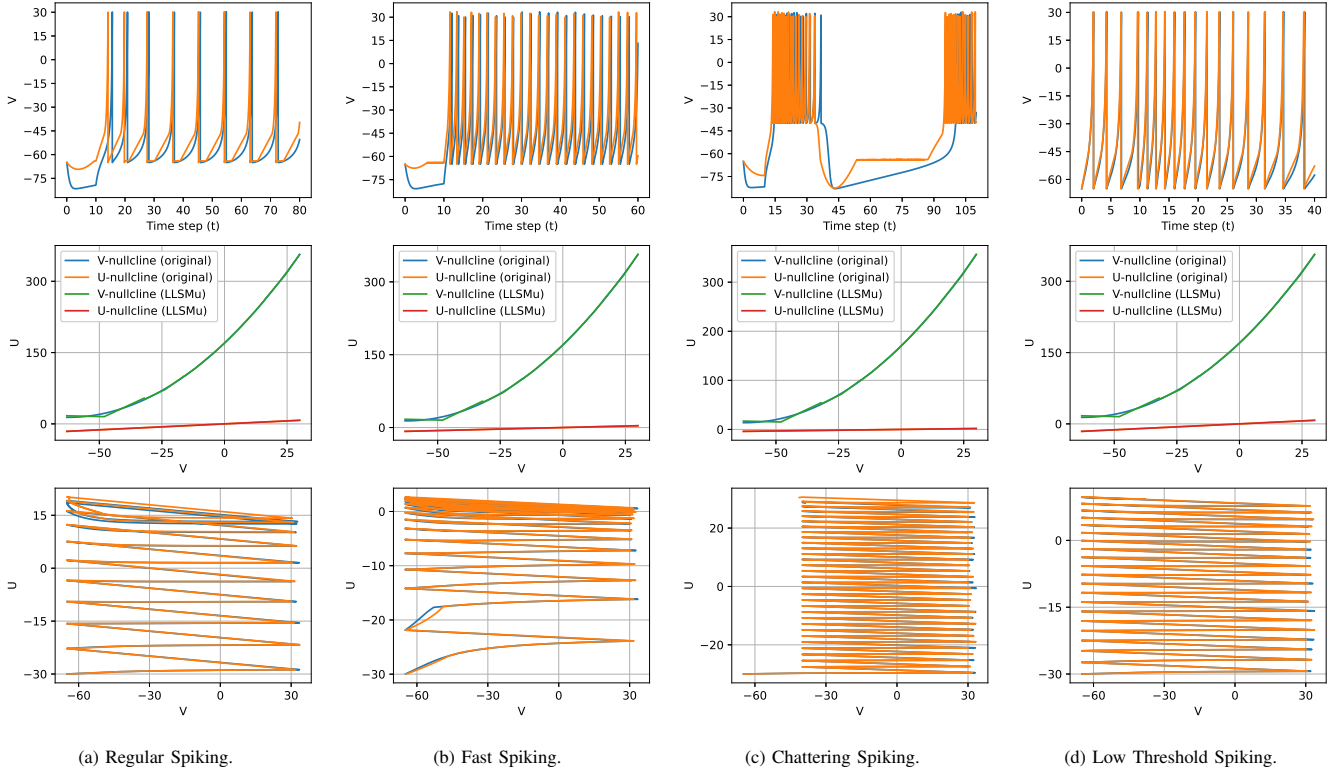 30
15
0
−15
−30
−45
−60
−75
V
0 10 20 30 40 50 60 70 80
Time step (t)
30
15
0
−15
−30
−45
−60
−75
V
0 10 20 30 40 50 60
Time step (t)
30
15
0
−15
−30
−45
−60
−75
V
0 15 30 45 60 75 90 105
Time step (t)
30
15
0
−15
−30
−45
−60
V
0 5 10 15 20 25 30 35 40
Time step (t)
V-nullcline (original)
U-nullcline (original)
V-nullcline (LLSMu)
U-nullcline (LLSMu)
300
150
0
U
−50 −25 0 25
V
V-nullcline (original)
U-nullcline (original)
V-nullcline (LLSMu)
U-nullcline (LLSMu)
300
150
0
U
−50 −25 0 25
V
V-nullcline (original)
U-nullcline (original)
V-nullcline (LLSMu)
U-nullcline (LLSMu)
300
200
100
0
U
−50 −25 0 25
V
V-nullcline (original)
U-nullcline (original)
V-nullcline (LLSMu)
U-nullcline (LLSMu)
300
150
0
U
−50 −25 0 25
V
15
0
−15
−30
U
−60 −30 0 30
V
0
−10
−20
−30
U
−60 −30 0 30
V
20
0
−20
U
−60 −30 0 30
V
0
−15
−30
U
−60 −30 0 30
V
(a) Regular Spiking.
(b) Fast Spiking.
(c) Chattering Spiking.
(d) Low Threshold Spiking.